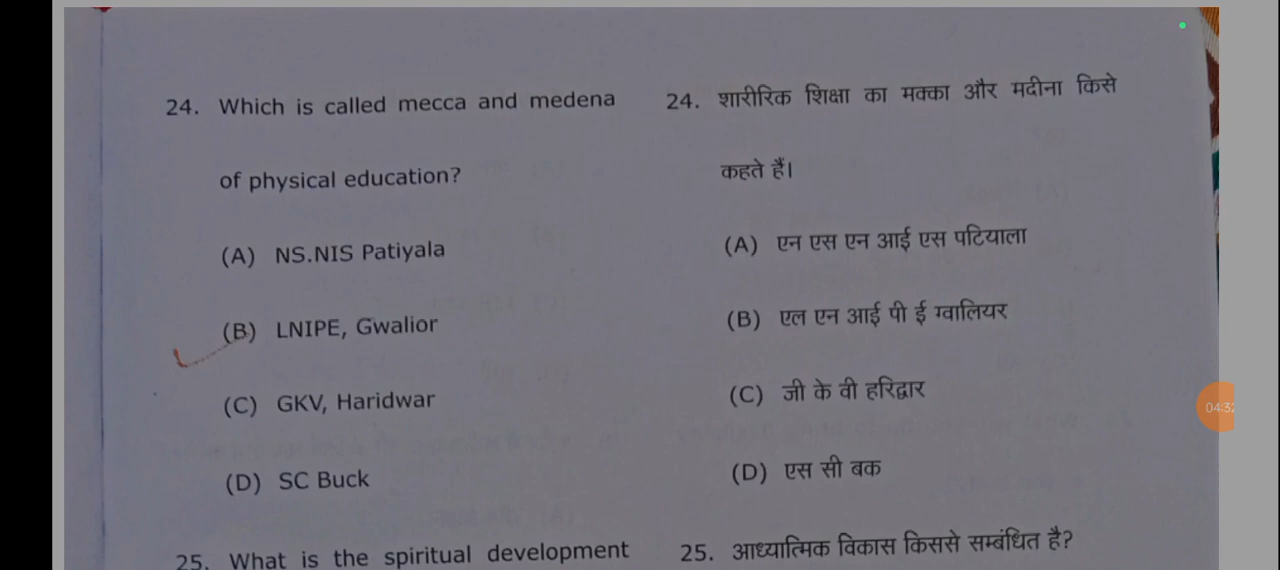 24. Which is called mecca and medena
of physical education?
(A) NS.NIS Patiyala
(B) LNIPE, Gwalior
(C) GKV, Haridwar
(D) SC Buck
25. What is the spiritual development
24. शारीरिक शिक्षा का मक्का और मदीना किसे
कहते हैं।
(A) एन एस एन आई एस पटियाला
(B) एल एन आई पी ई ग्वालियर
(C) जी के वी हरिद्वार
(D) एस सी बक
25. आध्यात्मिक विकास किससे सम्बंधित है?
04:32